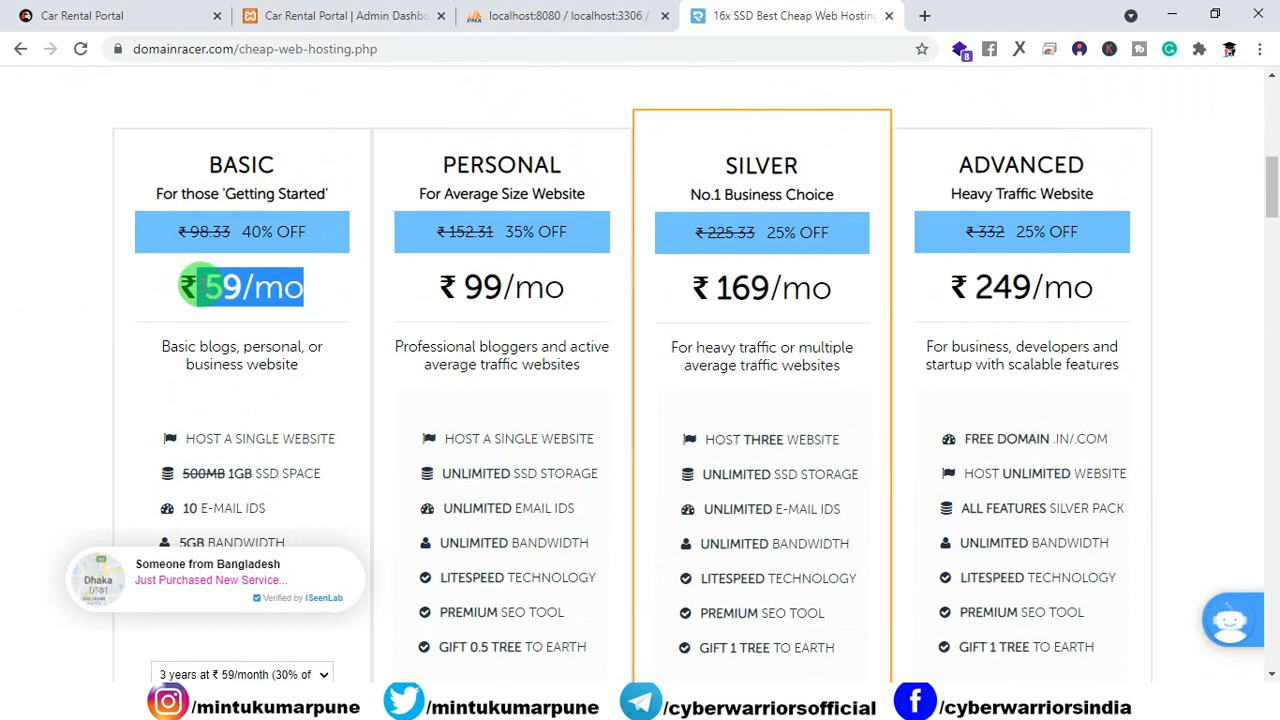 Car Rental Portal
Car Rental Portal | Admin Dashbo
localhost:8080 / localhost:3306 /
16x SSD Best Cheap Web Hosting
domainracer.com/cheap-web-hosting.php
8
BASIC
For those 'Getting Started'
₹ 98.33 40% OFF
₹ 59/mo
Basic blogs, personal, or
business website
HOST A SINGLE WEBSITE
500MB 1GB SSD SPACE
10 E-MAIL IDS
5GB BANDWIDTH
3 years at ₹ 59/month (30% of
PERSONAL
For Average Size Website
₹ 152.31 35% OFF
₹ 99/mo
Professional bloggers and active
average traffic websites
HOST A SINGLE WEBSITE
UNLIMITED SSD STORAGE
UNLIMITED EMAIL IDS
UNLIMITED BANDWIDTH
LITESPEED TECHNOLOGY
PREMIUM SEO TOOL
GIFT 0.5 TREE TO EARTH
SILVER
No.1 Business Choice
₹ 225.33 25% OFF
₹ 169/mo
For heavy traffic or multiple
average traffic websites
HOST THREE WEBSITE
UNLIMITED SSD STORAGE
UNLIMITED E-MAIL IDS
UNLIMITED BANDWIDTH
LITESPEED TECHNOLOGY
PREMIUM SEO TOOL
GIFT 1 TREE TO EARTH
ADVANCED
Heavy Traffic Website
₹ 332 25% OFF
₹ 249/mo
For business, developers and
startup with scalable features
FREE DOMAIN .IN/.COM
HOST UNLIMITED WEBSITE
ALL FEATURES SILVER PACK
UNLIMITED BANDWIDTH
LITESPEED TECHNOLOGY
PREMIUM SEO TOOL
GIFT 1 TREE TO EARTH
Dhaka
Someone from Bangladesh
Just Purchased New Service...
Verified by ISeenLab
/mintukumarpune
/mintukumarpune
/cyberwarriorsofficial
/cyberwarriorsindia